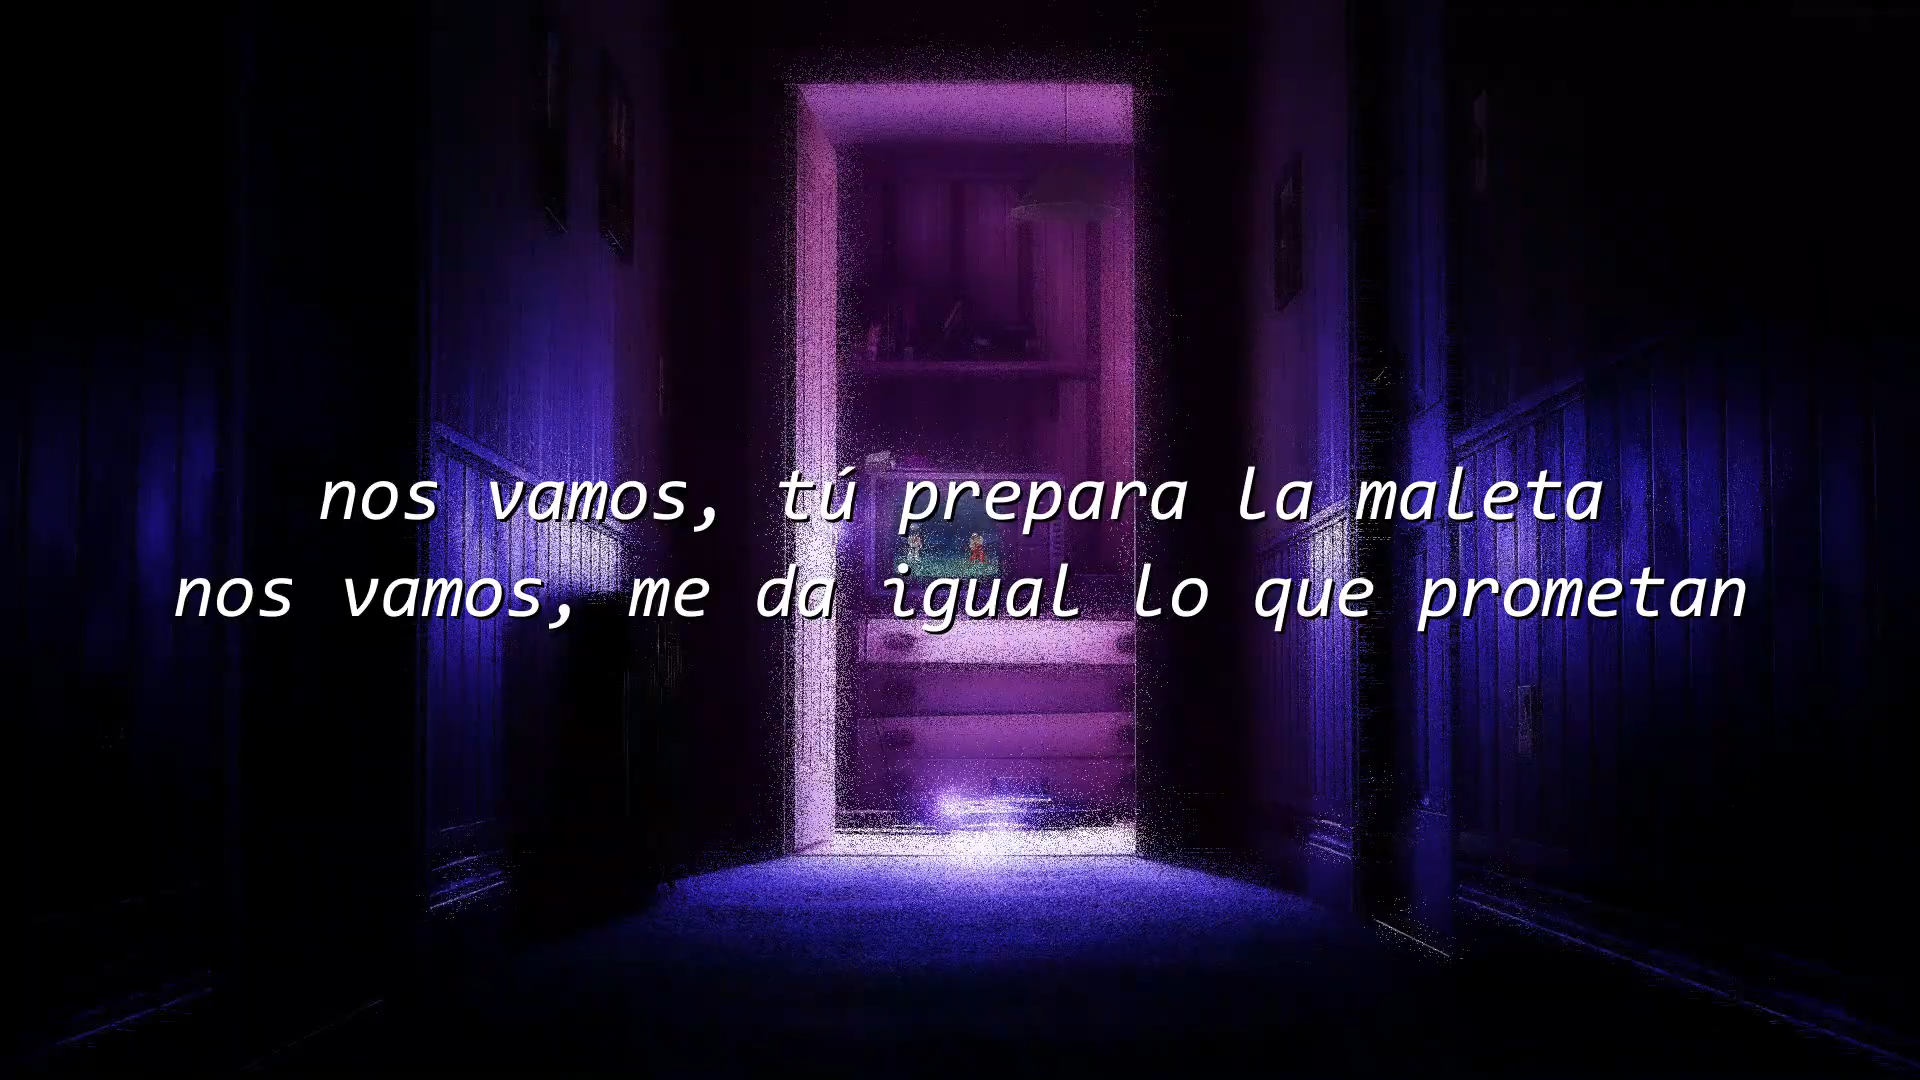 nos vamos, tú prepara la maleta
nos vamos, me da igual lo que prometan